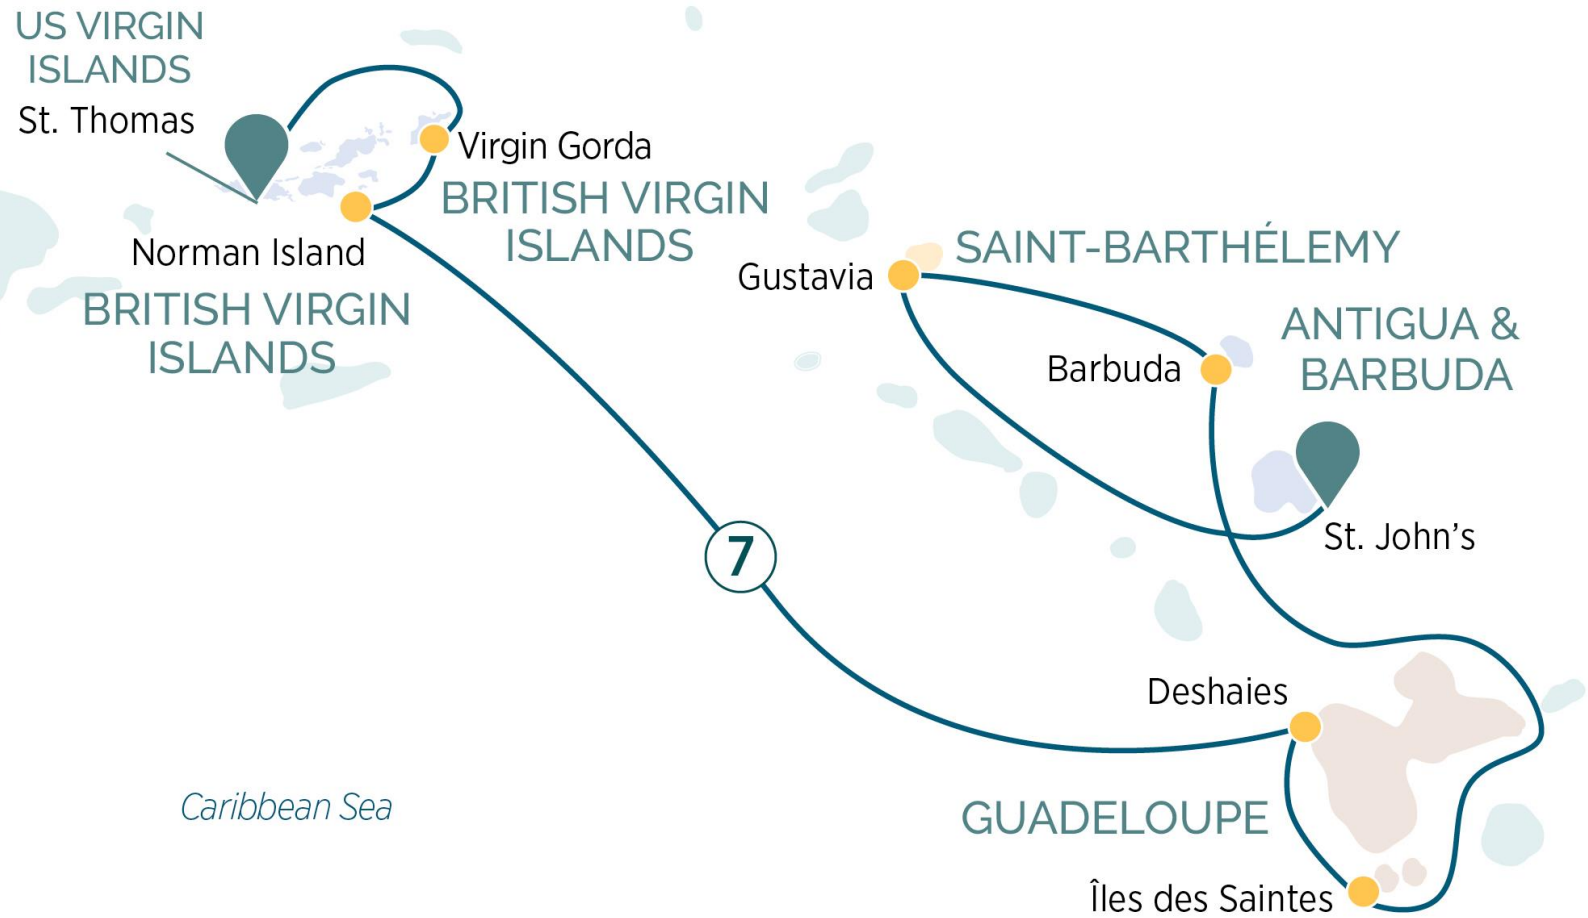 US VIRGIN
ISLANDS
St. Thomas
Virgin Gorda
BRITISH VIRGIN
ISLANDS
Norman Island
BRITISH VIRGIN
ISLANDS
SAINT-BARTHÉLEMY
Gustavia
ANTIGUA &
BARBUDA
Barbuda
St. John's
7
Deshaies
Caribbean Sea
GUADELOUPE
Îles des Saintes